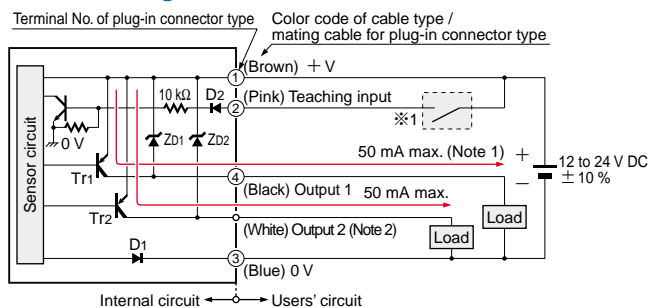 Terminal No. of plug-in connector type
Color code of cable type /
mating cable for plug-in connector type
1
(Brown) + V
10 kΩ
D2
2
(Pink) Teaching input
※1
0 V
ZD1
ZD2
Sensor circuit
50 mA max. (Note 1)
+
12 to 24 V DC
−
± 10 %
Tr1
4
(Black) Output 1
50 mA max.
Tr2
Load
(White) Output 2 (Note 2)
Load
D1
3
(Blue) 0 V
Internal circuit
Users' circuit